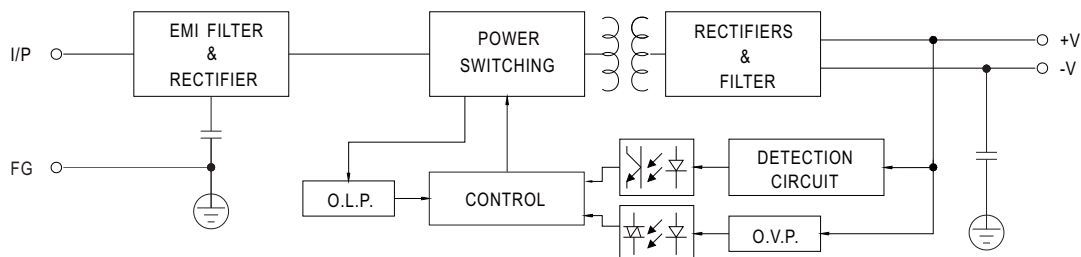 I/P
EMI FILTER
&
RECTIFIER
POWER
SWITCHING
RECTIFIERS
&
FILTER
+V
-V
FG
O.L.P.
CONTROL
DETECTION
CIRCUIT
O.V.P.